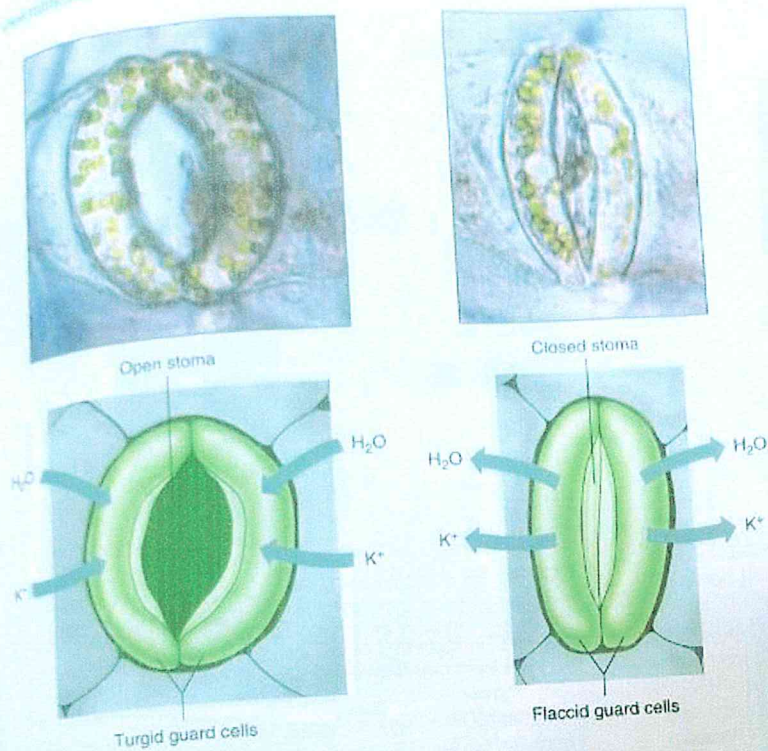 Open stoma
Closed stoma
H₂O
H₂O
K⁺
K⁺
Turgid guard cells
H₂O
H₂O
K⁺
K⁺
Flaccid guard cells